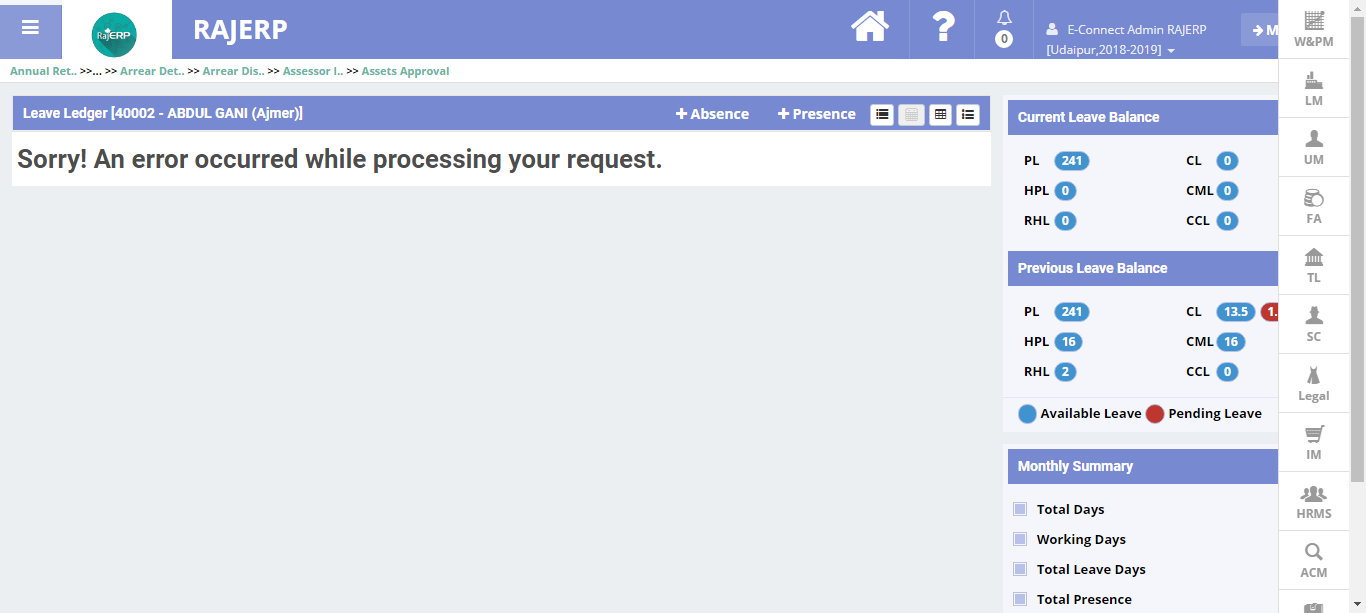 RajERP
RAJERP
0
E-Connect Admin RAJERP
[Udaipur,2018-2019]
M
Annual Ret.. >>... >> Arrear Det.. >> Arrear Dis.. >> Assessor I.. >> Assets Approval
Leave Ledger [40002 - ABDUL GANI (Ajmer)]
Absence
Presence
Sorry! An error occurred while processing your request.
Current Leave Balance
PL 241 CL 0
HPL 0 CML 0
RHL 0 CCL 0
Previous Leave Balance
PL 241 CL 13.5 1.
HPL 16 CML 16
RHL 2 CCL 0
Available Leave Pending Leave
Monthly Summary
Total Days
Working Days
Total Leave Days
Total Presence
W&PM
LM
UM
FA
TL
SC
Legal
IM
HRMS
ACM